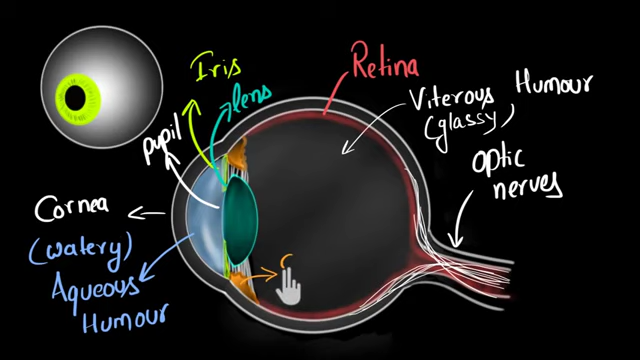 Iris
Retina
lens
Viterous Humour
(glassy)
pupil
optic
nerves
Cornea
(watery)
Aqueous
Humour